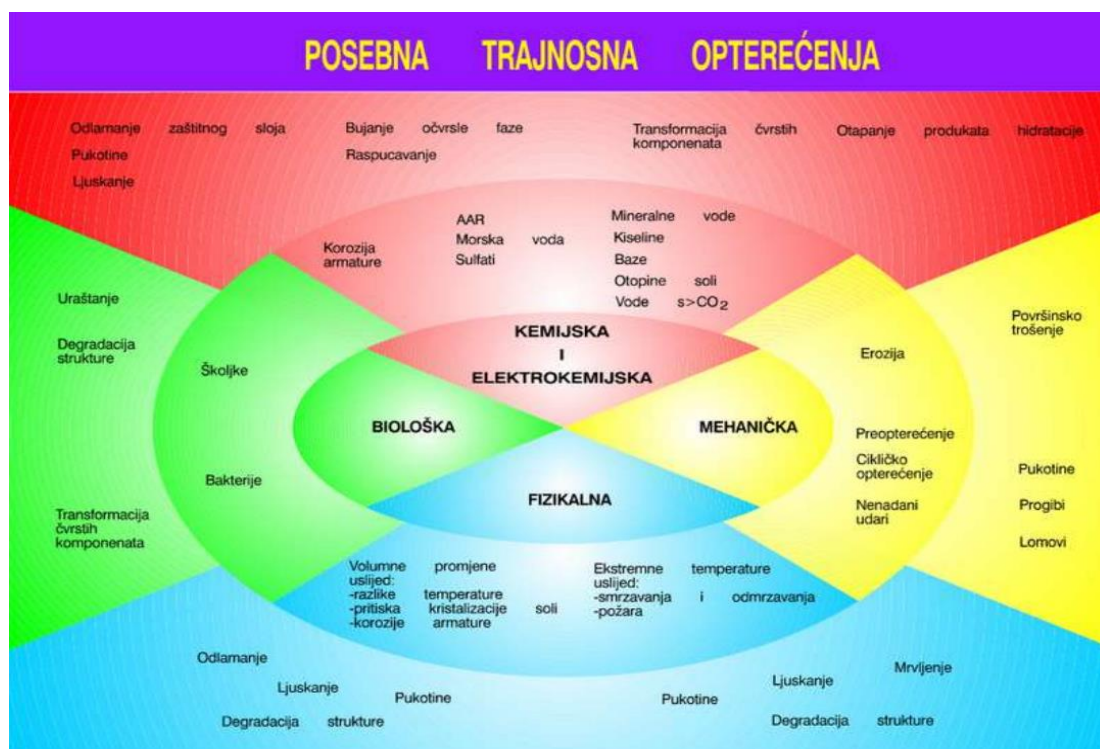 POSEBNA TRAJNOSNA OPTEREĆENJA
Odlamanje zaštitnog sloja
Pukotine
Ljuskanje
Bujanje očvrsle faze
Raspucavanje
Transformacija čvrstih
komponenata
Otapanje produkata hidratacije
Korozija
armature
AAR
Morska voda
Sulfati
Mineralne vode
Kiseline
Baze
Otopine soli
Vode s>CO₂
KEMIJSKA
I
ELEKTROKEMIJSKA
Uraštanje
Degradacija
strukture
Transformacija
čvrstih
komponenata
Školjke
Bakterije
BIOLOŠKA
MEHANIČKA
Erozija
Preopterećenje
Cikličko
opterećenje
Nenadani
udari
Površinsko
trošenje
Pukotine
Progibi
Lomovi
FIZIKALNA
Volumne promjene
uslijed:
-razlike temperature
-pritiska kristalizacije soli
-korozije armature
Ekstremne temperature
uslijed:
-smrzavanja i odmrzavanja
-požara
Odlamanje
Ljuskanje
Pukotine
Degradacija strukture
Pukotine
Ljuskanje
Mrvljenje
Degradacija strukture